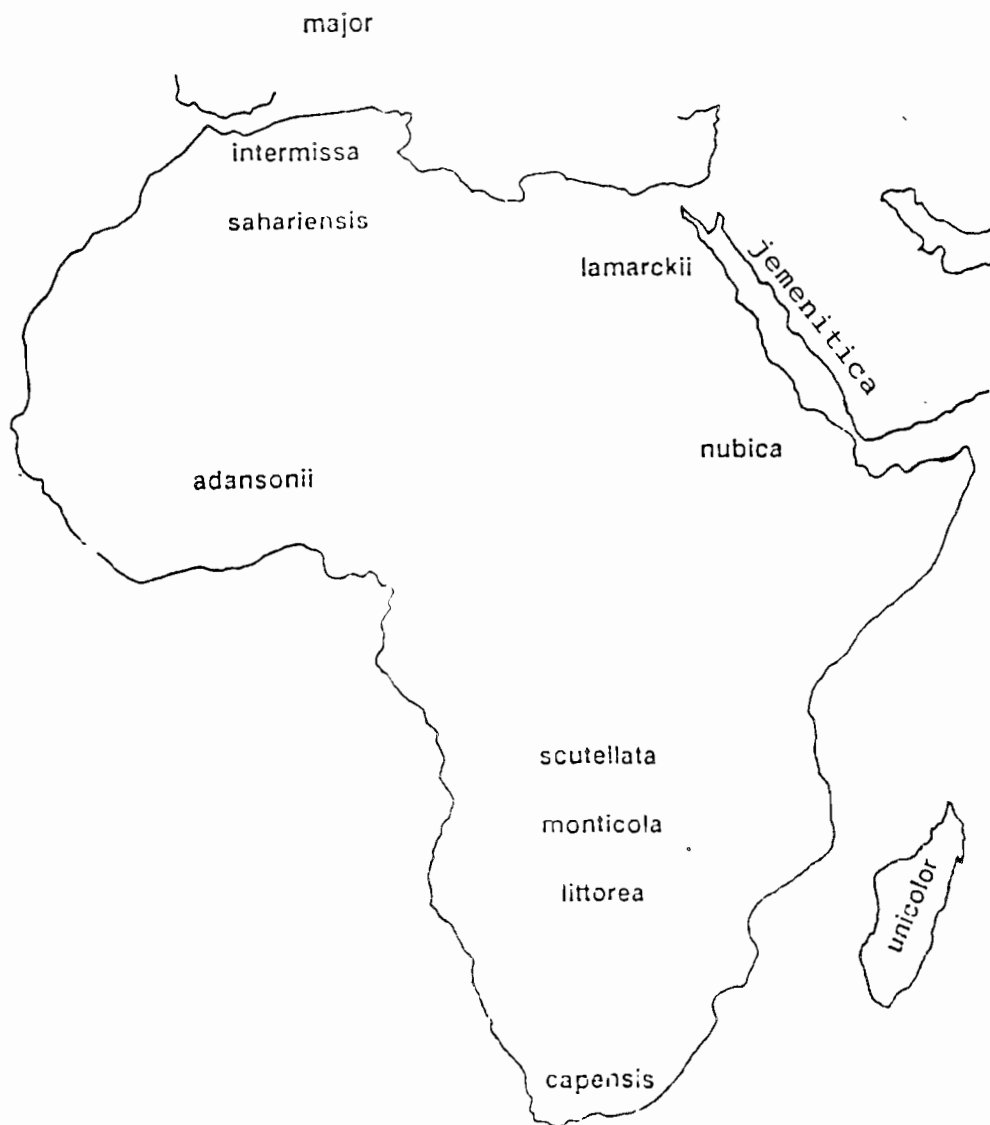 major
intermissa
sahariensis
lamarckii
jemenitica
nubica
adansonii
scutellata
monticola
littorea
unicolor
capensis